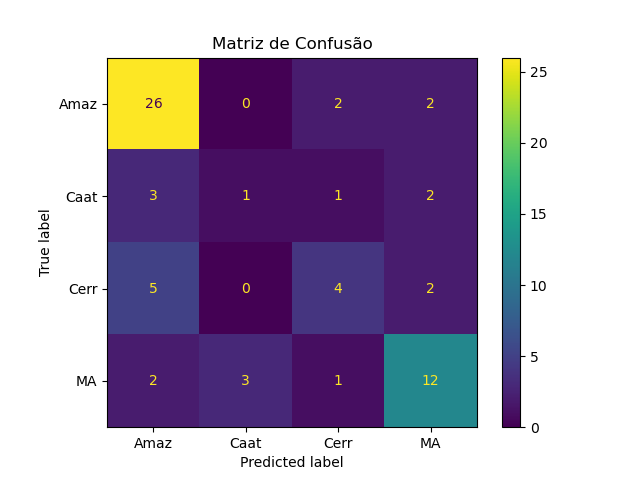 Matriz de Confusão
Amaz 26 0 2 2
Caat 3 1 1 2
Cerr 5 0 4 2
MA 2 3 1 12
Amaz Caat Cerr MA
Predicted label
True label
25
20
15
10
5
0